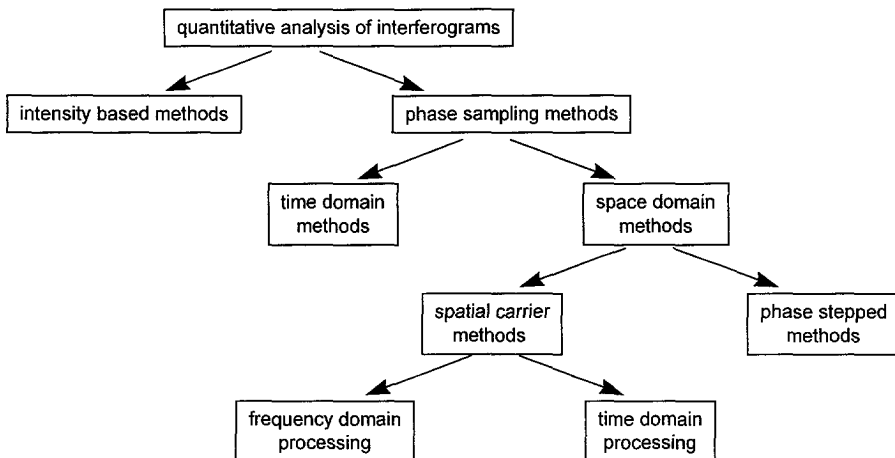 quantitative analysis of interferograms
intensity based methods
phase sampling methods
time domain
methods
space domain
methods
spatial carrier
methods
phase stepped
methods
frequency domain
processing
time domain
processing